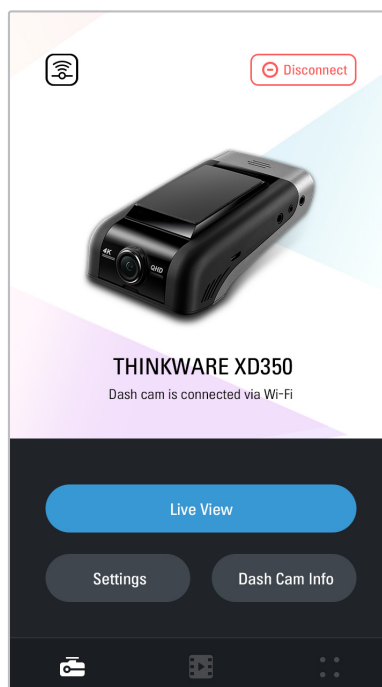 Disconnect
4K
QHD
THINKWARE XD350
Dash cam is connected via Wi-Fi
Live View
Settings
Dash Cam Info